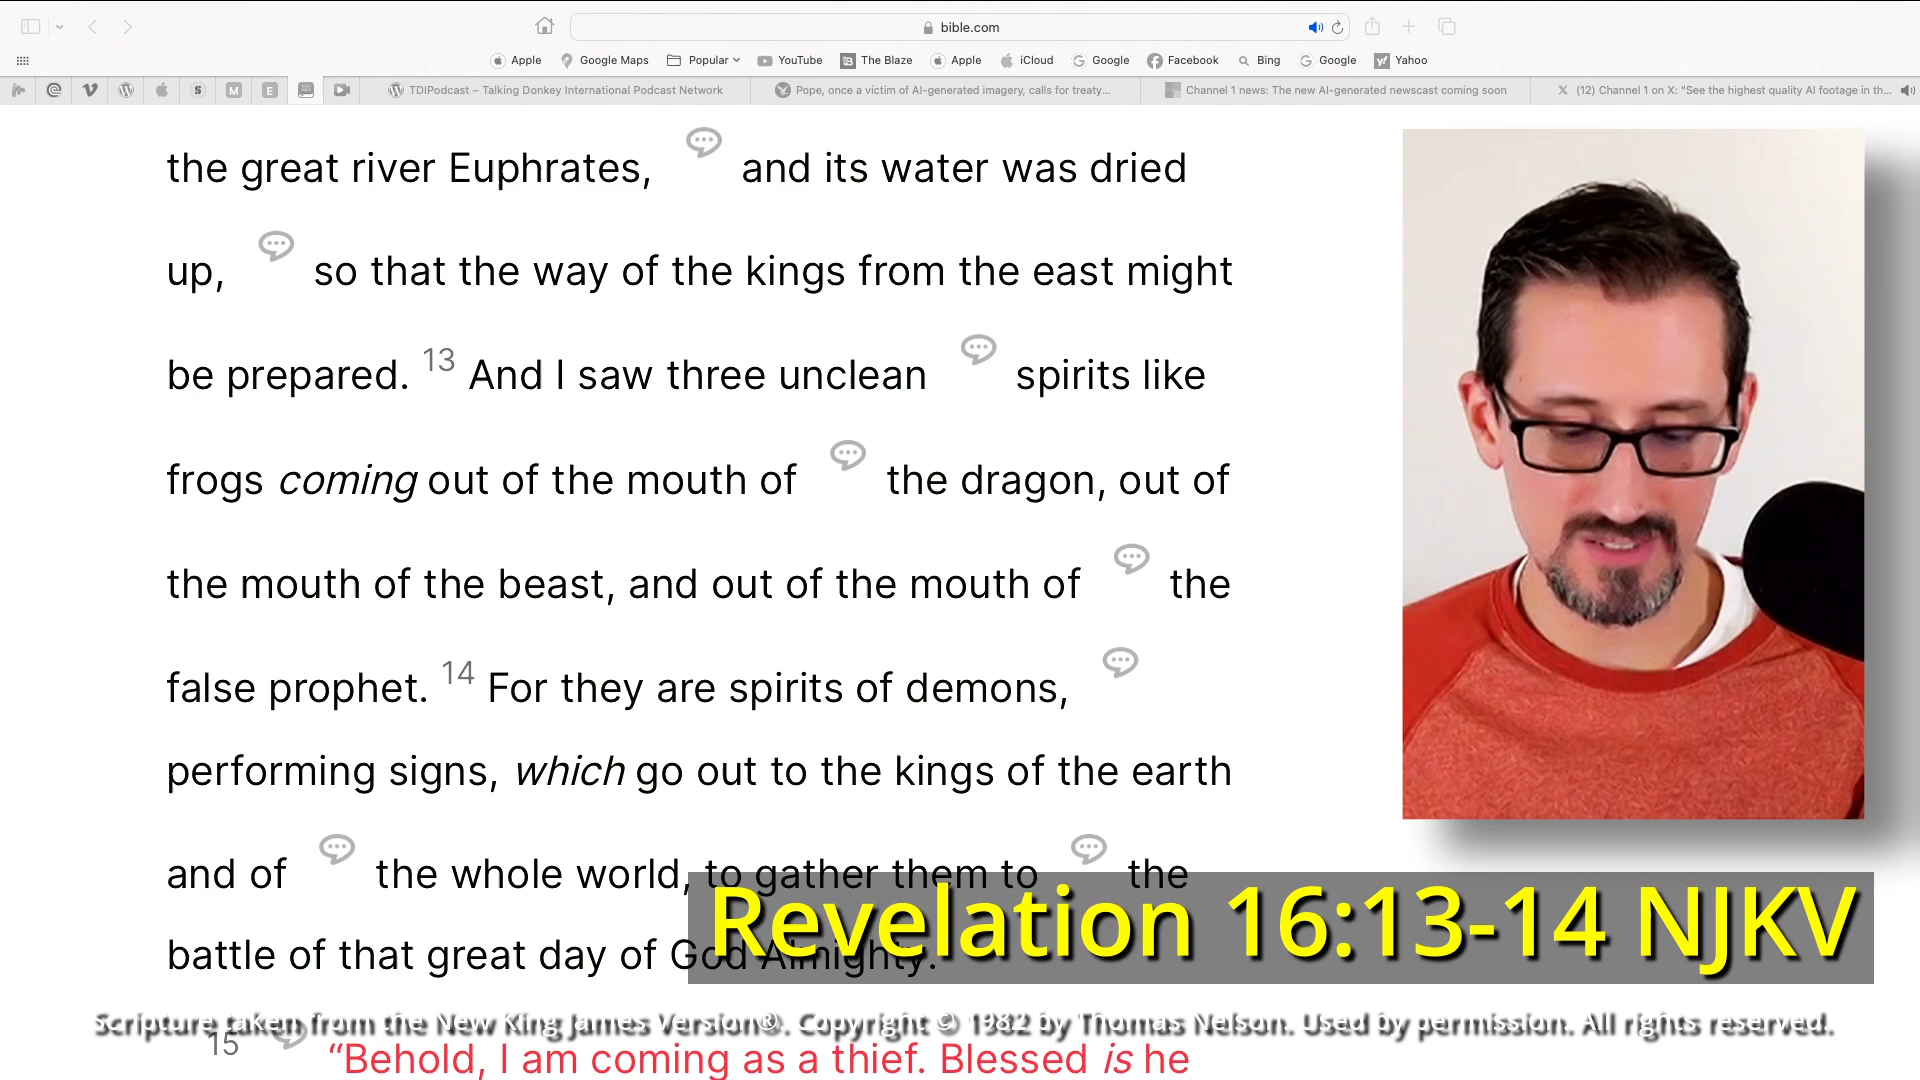 bible.com
Apple Google Maps Popular YouTube The Blaze Apple iCloud Google Facebook Bing Google Yahoo
TDIPodcast – Talking Donkey International Podcast Network Pope, once a victim of AI-generated imagery, calls for treaty... Channel 1 news: The new AI-generated newscast coming soon (12) Channel 1 on X: "See the highest quality AI footage in th...
the great river Euphrates, and its water was dried
up, so that the way of the kings from the east might
be prepared. 13 And I saw three unclean spirits like
frogs coming out of the mouth of the dragon, out of
the mouth of the beast, and out of the mouth of the
false prophet. 14 For they are spirits of demons,
performing signs, which go out to the kings of the earth
and of the whole world, to gather them to the
battle of that great day of God Almighty.
Revelation 16:13-14 NJKV
Scripture taken from the New King James Version®. Copyright © 1982 by Thomas Nelson. Used by permission. All rights reserved.
15 “Behold, I am coming as a thief. Blessed is he